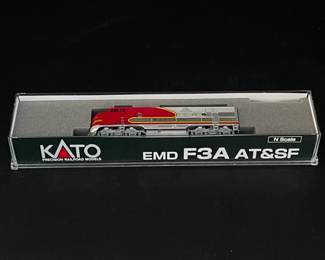 N Scale
KATO
PRECISION RAILROAD MODELS
EMD F3A AT&SF